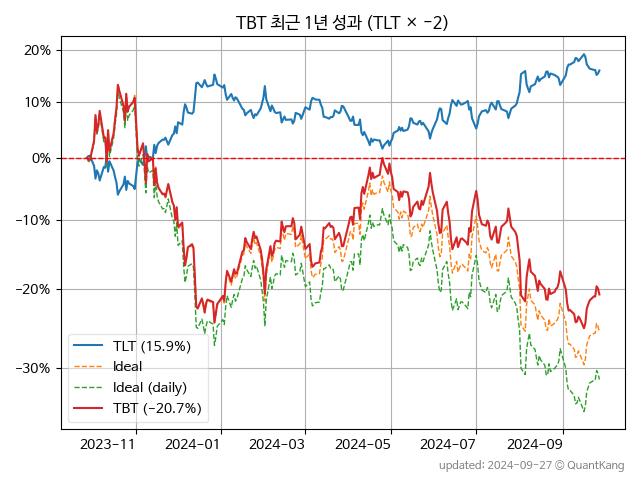 TBT 최근 1년 성과 (TLT × −2)
20%
10%
0%
−10%
−20%
−30%
TLT (15.9%)
Ideal
Ideal (daily)
TBT (−20.7%)
2023-11
2024-01
2024-03
2024-05
2024-07
2024-09
updated: 2024-09-27 © QuantKang